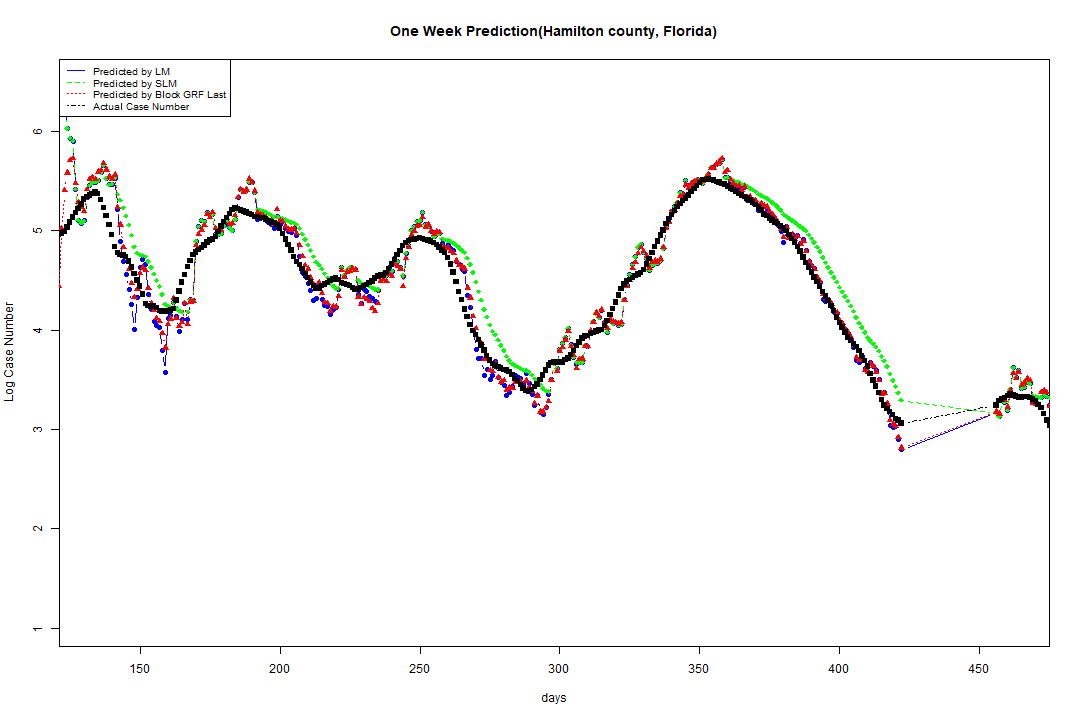 One Week Prediction(Hamilton county, Florida)
Predicted by LM
Predicted by SLM
Predicted by Block GRF Last
Actual Case Number
Log Case Number
6
5
4
3
2
1
150 200 250 300 350 400 450
days